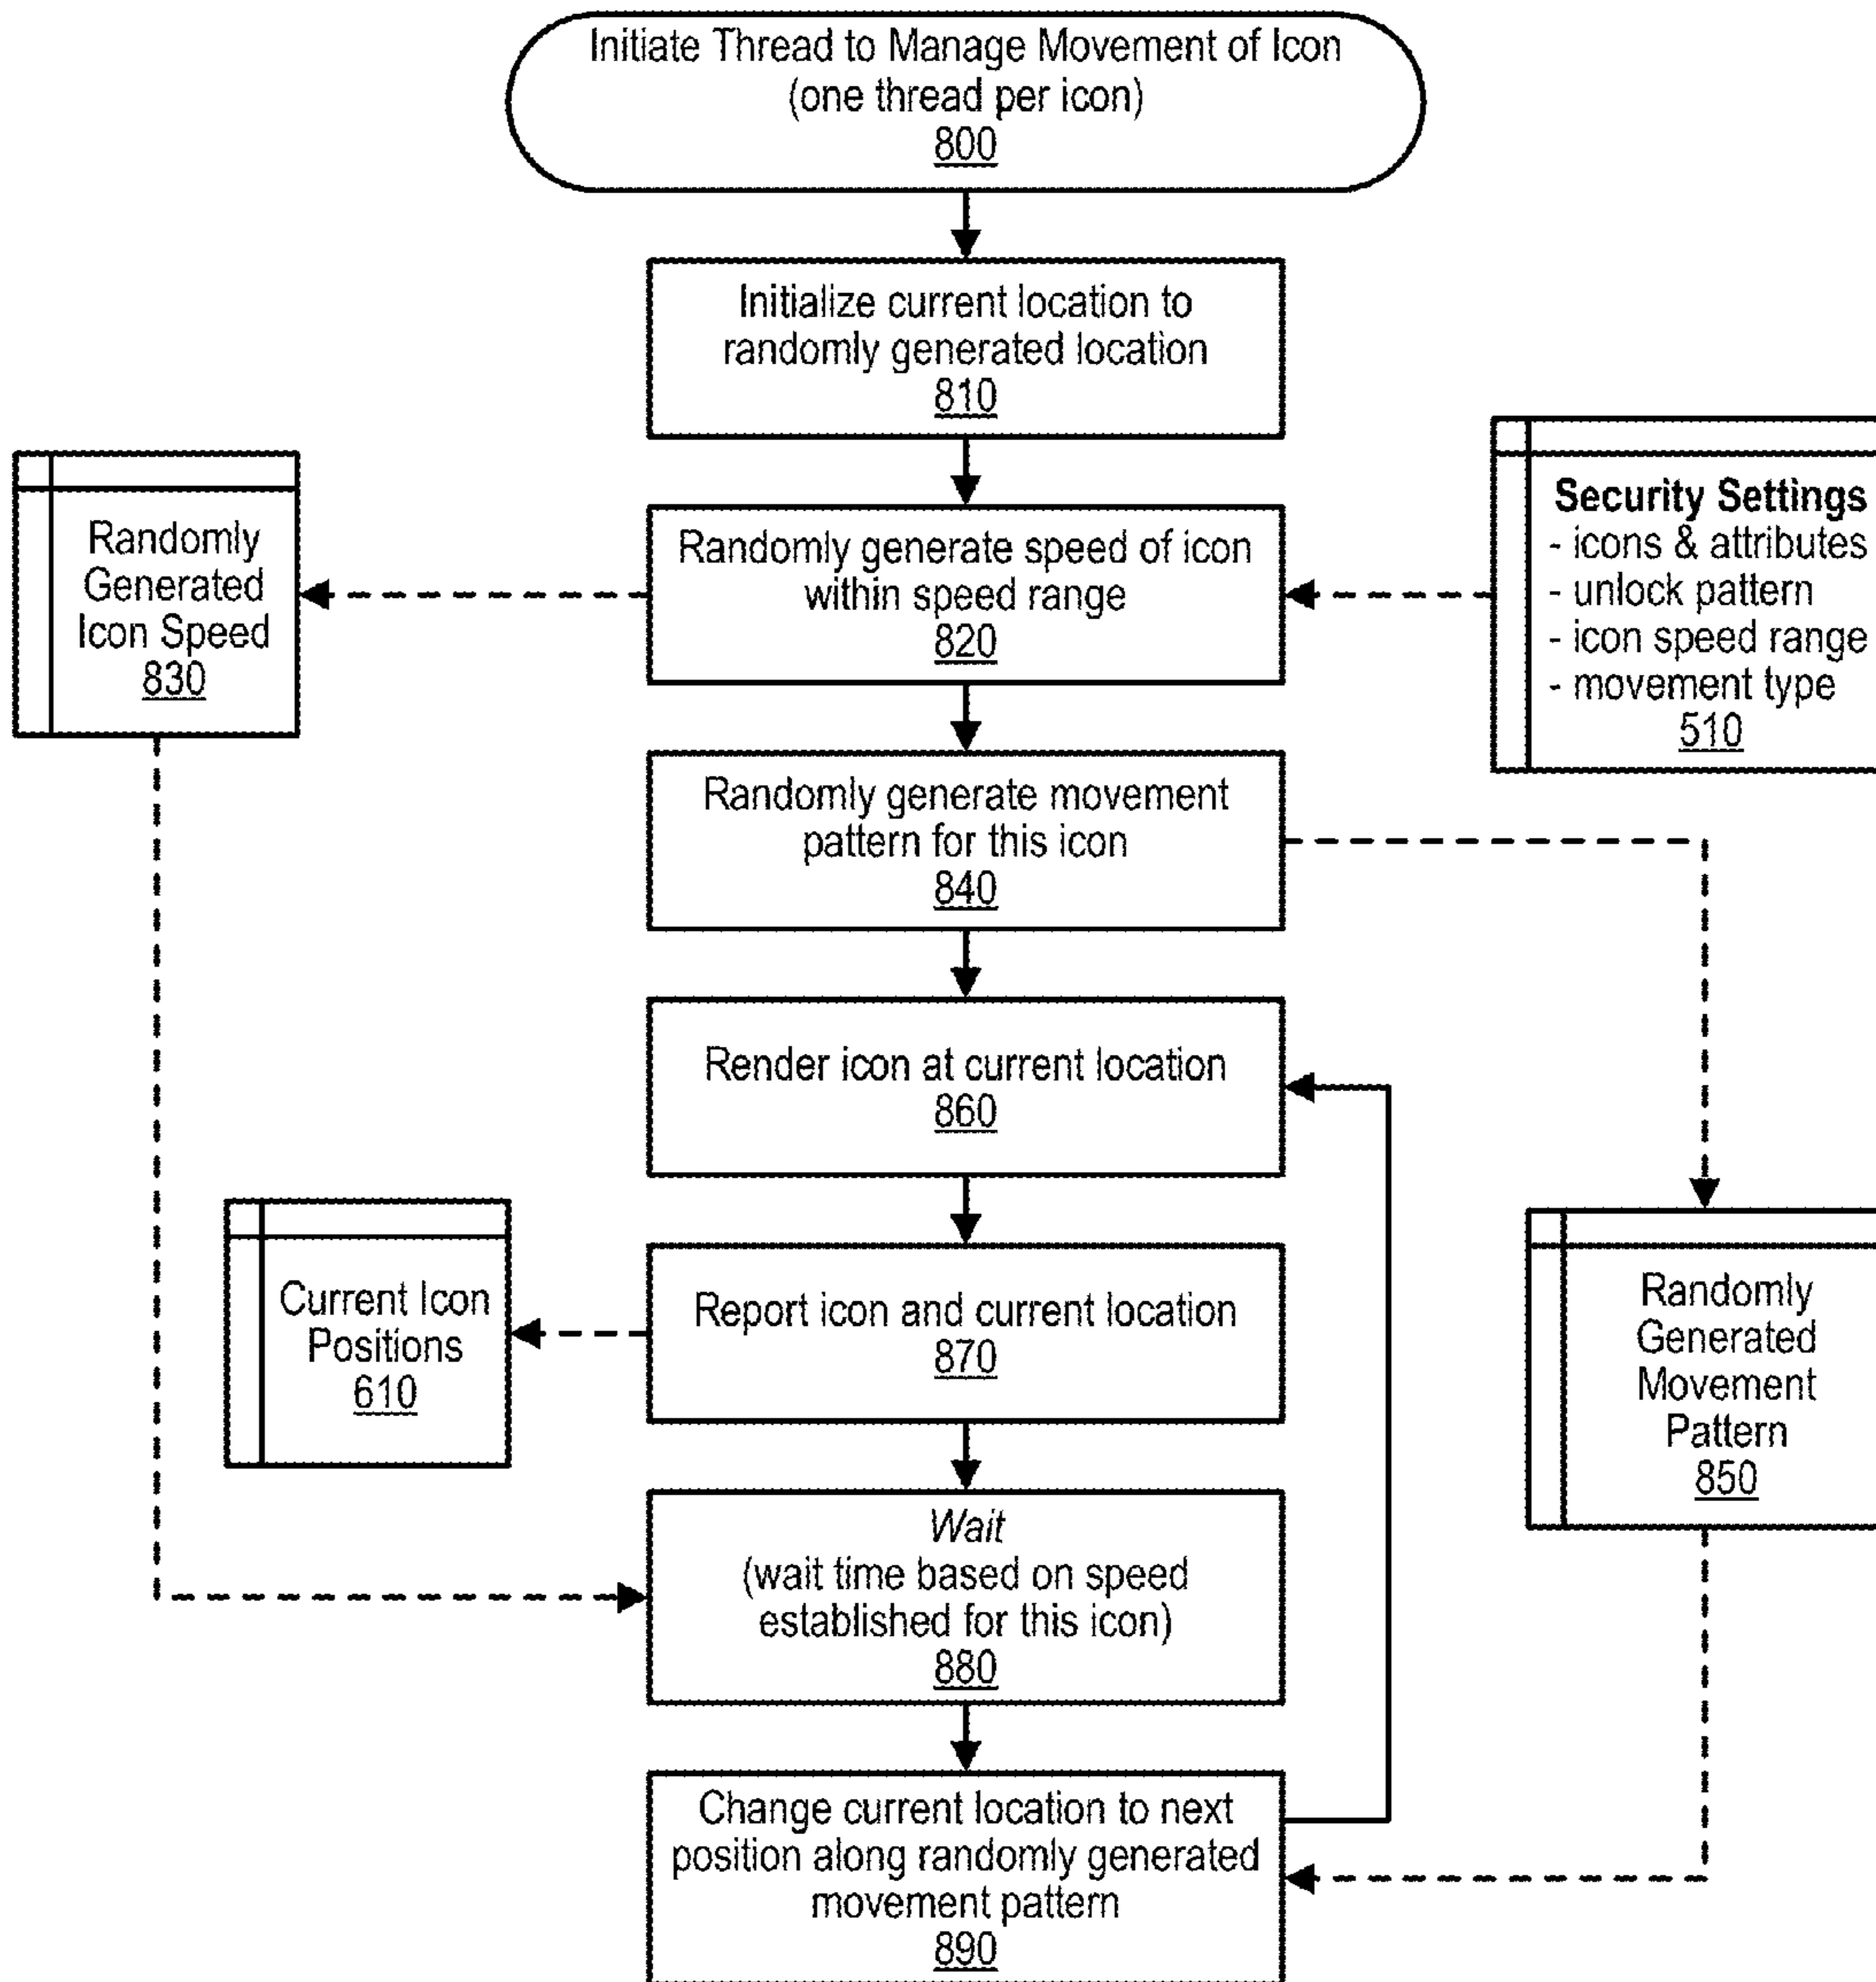 Initiate Thread to Manage Movement of Icon
(one thread per icon)
800
Initialize current location to
randomly generated location
810
Randomly
Generated
Icon Speed
830
Randomly generate speed of icon
within speed range
820
Security Settings
- icons & attributes
- unlock pattern
- icon speed range
- movement type
510
Randomly generate movement
pattern for this icon
840
Render icon at current location
860
Current Icon
Positions
610
Report icon and current location
870
Randomly
Generated
Movement
Pattern
850
Wait
(wait time based on speed
established for this icon)
880
Change current location to next
position along randomly generated
movement pattern
890